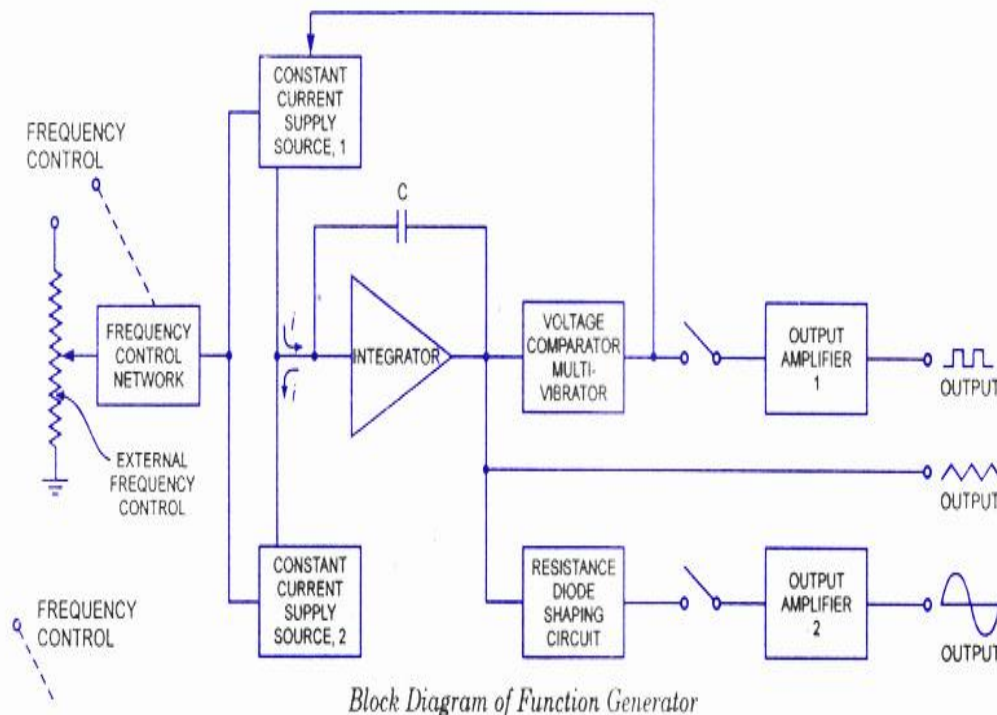 CONSTANT
CURRENT
SUPPLY
SOURCE, 1
FREQUENCY
CONTROL
C
FREQUENCY
CONTROL
NETWORK
i
i
INTEGRATOR
VOLTAGE
COMPARATOR
MULTI-
VIBRATOR
OUTPUT
AMPLIFIER
1
OUTPUT
EXTERNAL
FREQUENCY
CONTROL
OUTPUT
CONSTANT
CURRENT
SUPPLY
SOURCE, 2
RESISTANCE
DIODE
SHAPING
CIRCUIT
OUTPUT
AMPLIFIER
2
OUTPUT
FREQUENCY
CONTROL
Block Diagram of Function Generator